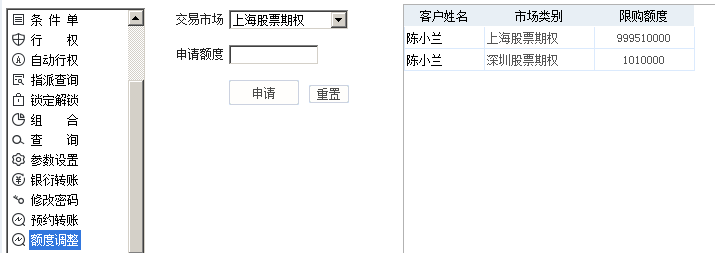 条 件 单
行 权
自动行权
指派查询
锁定解锁
组 合
查 询
参数设置
银衍转账
修改密码
预约转账
额度调整
交易市场 上海股票期权
申请额度
申请 重置
客户姓名 市场类别 限购额度
陈小兰 上海股票期权 999510000
陈小兰 深圳股票期权 1010000